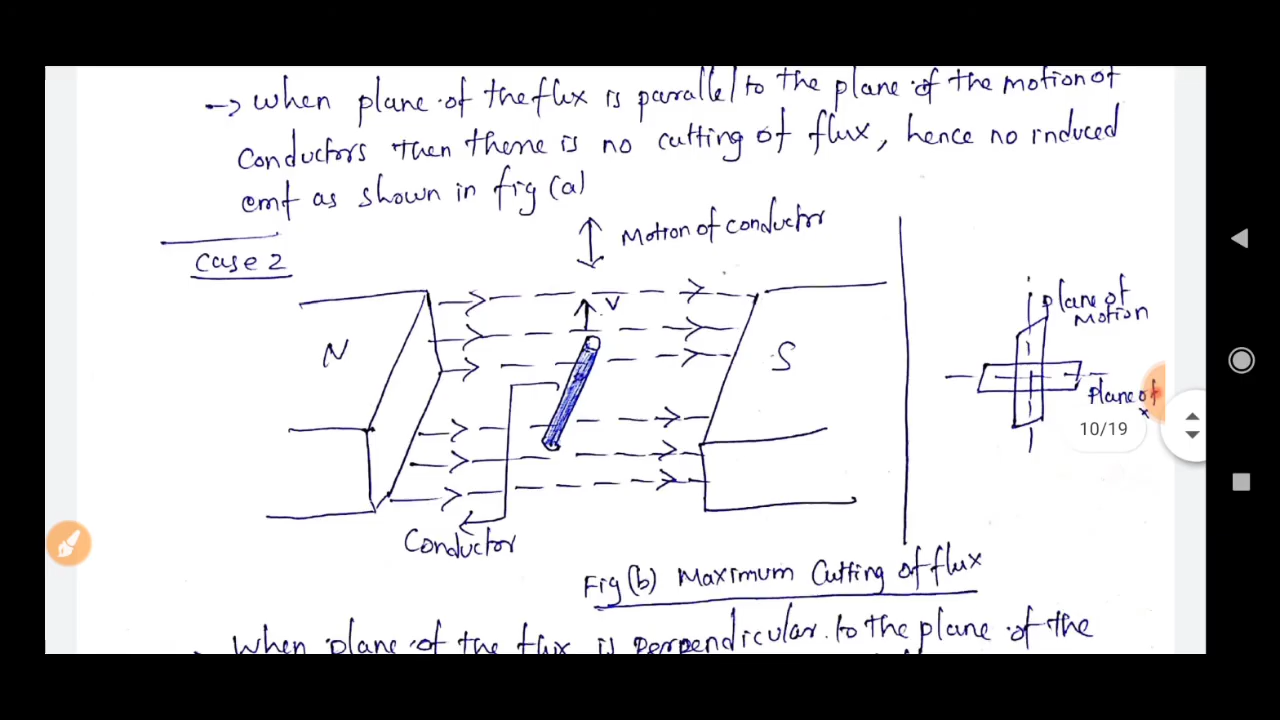 → when plane of the flux is parallel to the plane of the motion of
conductors then there is no cutting of flux, hence no induced
emf as shown in fig (a)
Case 2
Motion of conductor
V
N
S
plane of
Motion
Plane of
10/19
Conductor
Fig (b) Maximum Cutting of flux
When plane of the flux is perpendicular to the plane of the